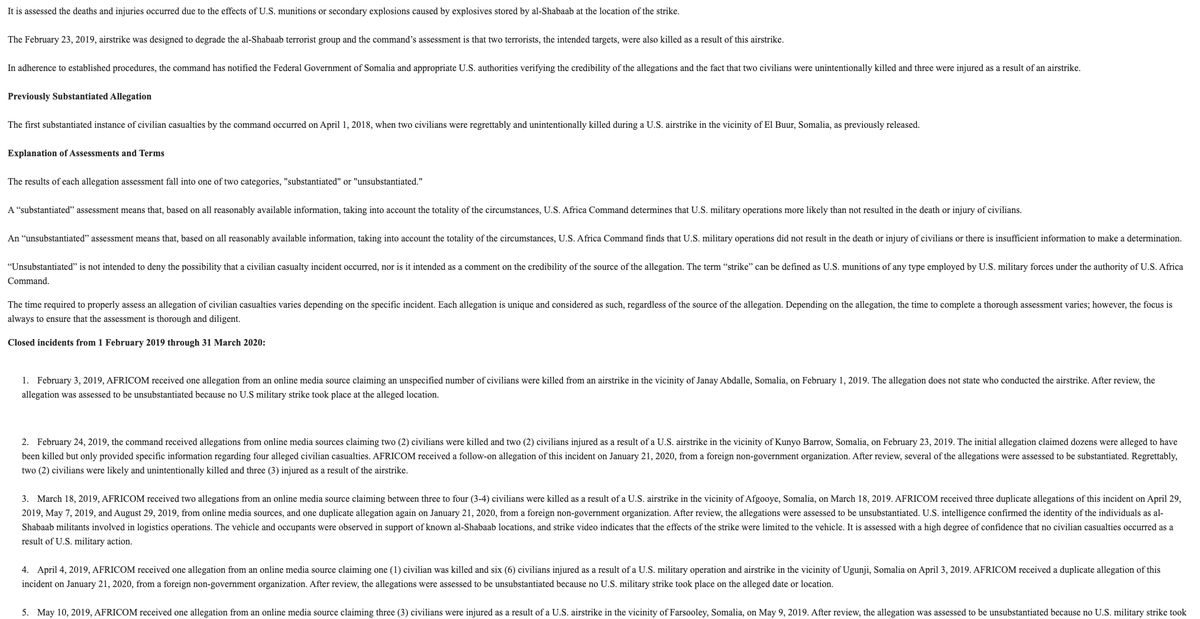 It is assessed the deaths and injuries occurred due to the effects of U.S. munitions or secondary explosions caused by explosives stored by al-Shabaab at the location of the strike.
The February 23, 2019, airstrike was designed to degrade the al-Shabaab terrorist group and the command's assessment is that two terrorists, the intended targets, were also killed as a result of this airstrike.
In adherence to established procedures, the command has notified the Federal Government of Somalia and appropriate U.S. authorities verifying the credibility of the allegations and the fact that two civilians were unintentionally killed and three were injured as a result of an airstrike.
Previously Substantiated Allegation
The first substantiated instance of civilian casualties by the command occurred on April 1, 2018, when two civilians were regrettably and unintentionally killed during a U.S. airstrike in the vicinity of El Buur, Somalia, as previously released.
Explanation of Assessments and Terms
The results of each allegation assessment fall into one of two categories, "substantiated" or "unsubstantiated."
A “substantiated” assessment means that, based on all reasonably available information, taking into account the totality of the circumstances, U.S. Africa Command determines that U.S. military operations more likely than not resulted in the death or injury of civilians.
An “unsubstantiated” assessment means that, based on all reasonably available information, taking into account the totality of the circumstances, U.S. Africa Command finds that U.S. military operations did not result in the death or injury of civilians or there is insufficient information to make a determination.
“Unsubstantiated” is not intended to deny the possibility that a civilian casualty incident occurred, nor is it intended as a comment on the credibility of the source of the allegation. The term “strike” can be defined as U.S. munitions of any type employed by U.S. military forces under the authority of U.S. Africa
Command.
The time required to properly assess an allegation of civilian casualties varies depending on the specific incident. Each allegation is unique and considered as such, regardless of the source of the allegation. Depending on the allegation, the time to complete a thorough assessment varies; however, the focus is
always to ensure that the assessment is thorough and diligent.
Closed incidents from 1 February 2019 through 31 March 2020:
1. February 3, 2019, AFRICOM received one allegation from an online media source claiming an unspecified number of civilians were killed from an airstrike in the vicinity of Janay Abdalle, Somalia, on February 1, 2019. The allegation does not state who conducted the airstrike. After review, the
allegation was assessed to be unsubstantiated because no U.S military strike took place at the alleged location.
2. February 24, 2019, the command received allegations from online media sources claiming two (2) civilians were killed and two (2) civilians injured as a result of a U.S. airstrike in the vicinity of Kunyo Barrow, Somalia, on February 23, 2019. The initial allegation claimed dozens were alleged to have
been killed but only provided specific information regarding four alleged civilian casualties. AFRICOM received a follow-on allegation of this incident on January 21, 2020, from a foreign non-government organization. After review, several of the allegations were assessed to be substantiated. Regrettably,
two (2) civilians were likely and unintentionally killed and three (3) injured as a result of the airstrike.
3. March 18, 2019, AFRICOM received two allegations from an online media source claiming between three to four (3-4) civilians were killed as a result of a U.S. airstrike in the vicinity of Afgooye, Somalia, on March 18, 2019. AFRICOM received three duplicate allegations of this incident on April 29,
2019, May 7, 2019, and August 29, 2019, from online media sources, and one duplicate allegation again on January 21, 2020, from a foreign non-government organization. After review, the allegations were assessed to be unsubstantiated. U.S. intelligence confirmed the identity of the individuals as al-
Shabaab militants involved in logistics operations. The vehicle and occupants were observed in support of known al-Shabaab locations, and strike video indicates that the effects of the strike were limited to the vehicle. It is assessed with a high degree of confidence that no civilian casualties occurred as a
result of U.S. military action.
4. April 4, 2019, AFRICOM received one allegation from an online media source claiming one (1) civilian was killed and six (6) civilians injured as a result of a U.S. military operation and airstrike in the vicinity of Ugunji, Somalia on April 3, 2019. AFRICOM received a duplicate allegation of this
incident on January 21, 2020, from a foreign non-government organization. After review, the allegations were assessed to be unsubstantiated because no U.S. military strike took place on the alleged date or location.
5. May 10, 2019, AFRICOM received one allegation from an online media source claiming three (3) civilians were injured as a result of a U.S. airstrike in the vicinity of Farsooley, Somalia, on May 9, 2019. After review, the allegation was assessed to be unsubstantiated because no U.S. military strike took